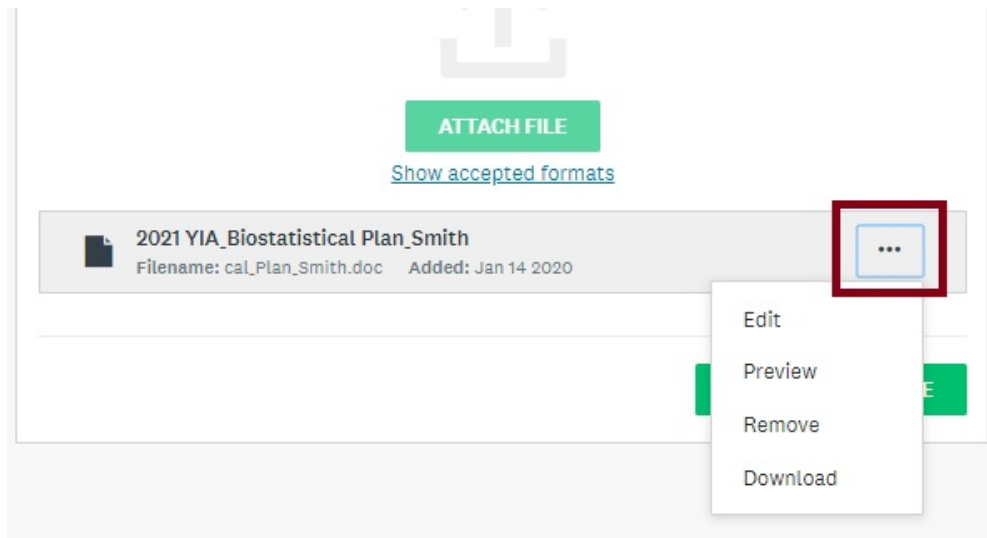 ATTACH FILE
Show accepted formats
2021 YIA_Biostatistical Plan_Smith
Filename: cal_Plan_Smith.doc Added: Jan 14 2020
•••
Edit
Preview
Remove
Download